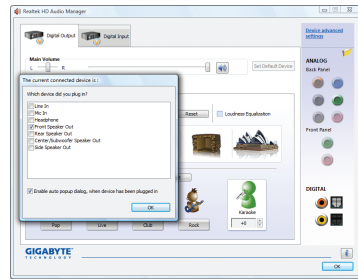 Realtek HD Audio Manager
Digital Output
Digital Input
Device advanced
settings
Main Volume
L
R
Set Default Device
ANALOG
Back Panel
The current connected device is :
Which device did you plug in?
Line In
Mic In
Headphone
Front Speaker Out
Rear Speaker Out
Center/Subwoofer Speaker Out
Side Speaker Out
Enable auto popup dialog, when device has been plugged in
OK
Reset
Loudness Equalization
Front Panel
Karaoke
+0
Pop
Live
Club
Rock
DIGITAL
GIGABYTE
TECHNOLOGY
i
OK